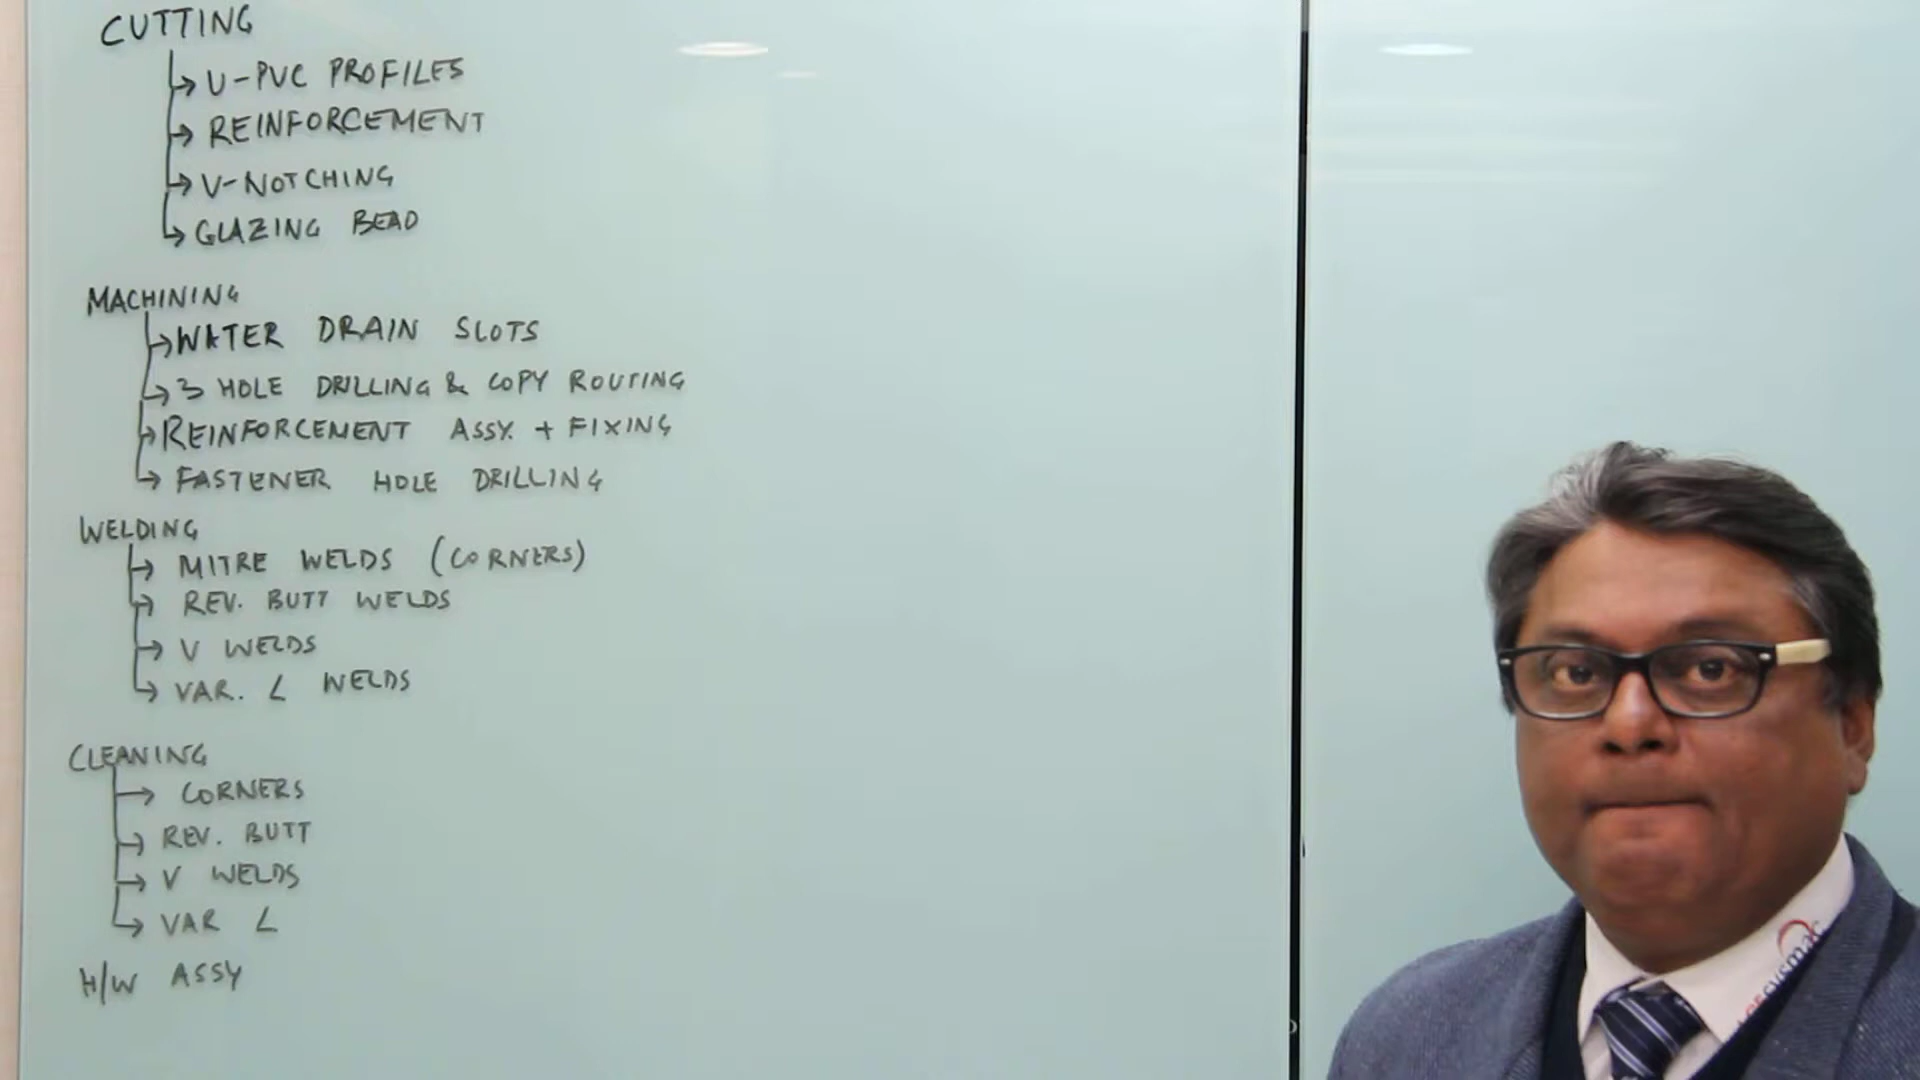 CUTTING
U-PVC PROFILES
REINFORCEMENT
V-NOTCHING
GLAZING BEAD
MACHINING
WATER DRAIN SLOTS
3 HOLE DRILLING & COPY ROUTING
REINFORCEMENT ASSY. + FIXING
FASTENER HOLE DRILLING
WELDING
MITRE WELDS (CORNERS)
REV. BUTT WELDS
V WELDS
VAR. ∠ WELDS
CLEANING
CORNERS
REV. BUTT
V WELDS
VAR ∠
H/W ASSY